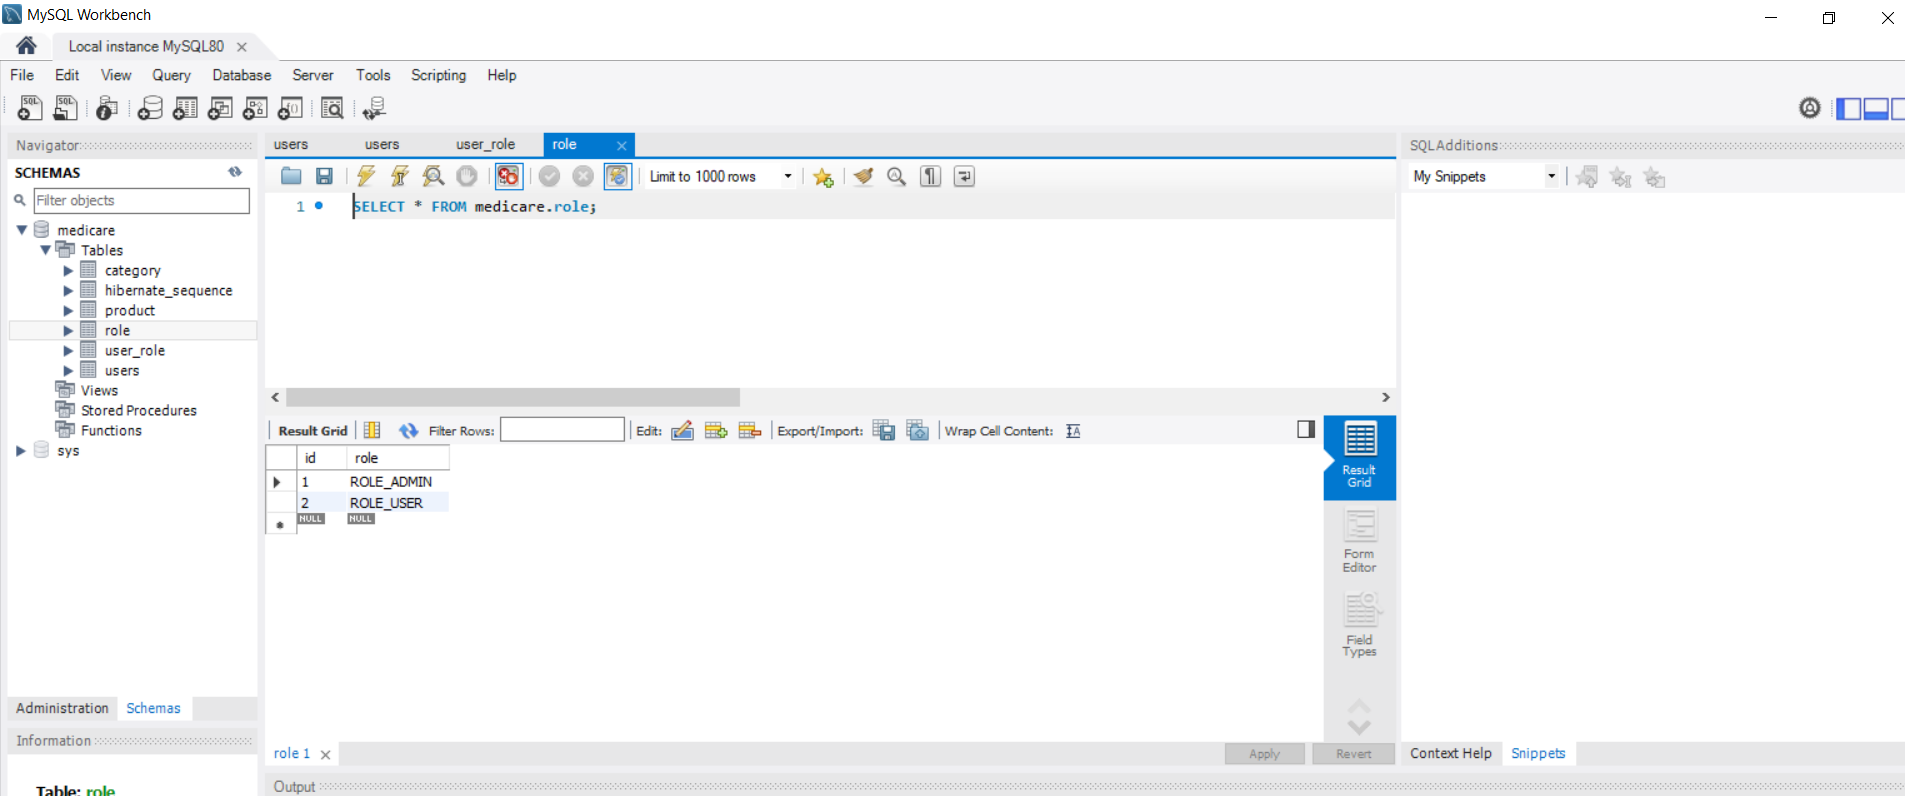 MySQL Workbench
Local instance MySQL80
File Edit View Query Database Server Tools Scripting Help
Navigator
SCHEMAS
Filter objects
medicare
Tables
category
hibernate_sequence
product
role
user_role
users
Views
Stored Procedures
Functions
sys
Administration Schemas
Information
Table: role
users users user_role role
Limit to 1000 rows
1 SELECT * FROM medicare.role;
Result Grid Filter Rows: Edit: Export/Import: Wrap Cell Content:
id role
1 ROLE_ADMIN
2 ROLE_USER
NULL NULL
Result
Grid
Form
Editor
Field
Types
role 1 Apply Revert
Output
SQLAdditions
My Snippets
Context Help Snippets